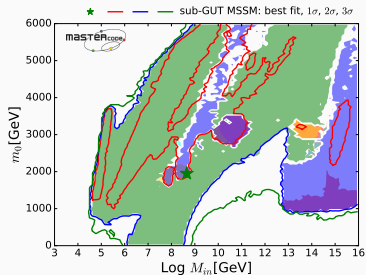 sub-GUT MSSM: best fit, 1σ, 2σ, 3σ
6000
MASTERcode
5000
4000
3000
2000
1000
0
m₀[GeV]
3 4 5 6 7 8 9 10 11 12 13 14 15 16
Log M_in[GeV]